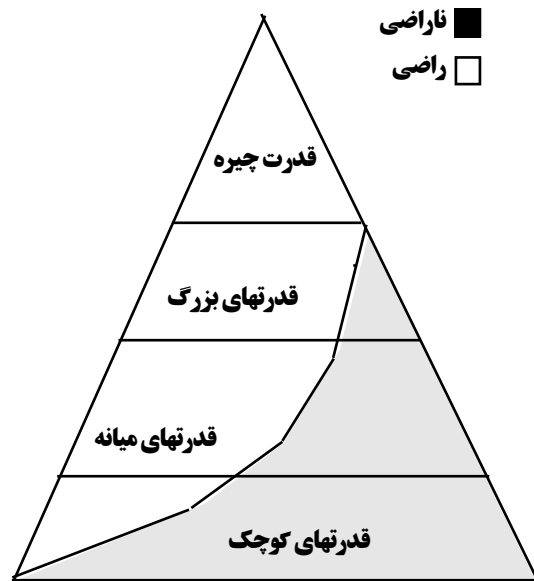 ناراضی
راضی
قدرت چیره
قدرتهای بزرگ
قدرتهای میانه
قدرتهای کوچک